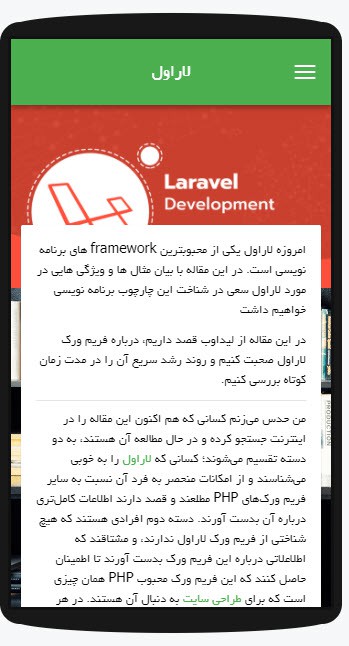 لاراول
Laravel
Development
امروزه لاراول یکی از محبوبترین framework های برنامه
نویسی است. در این مقاله با بیان مثال ها و ویژگی هایی در
مورد لاراول سعی در شناخت این چارچوب برنامه نویسی
خواهیم داشت
در این مقاله از لیداوب قصد داریم، درباره فریم ورک
لاراول صحبت کنیم و روند رشد سریع آن را در مدت زمان
کوتاه بررسی کنیم.
من حدس می‌زنم کسانی که هم اکنون این مقاله را در
اینترنت جستجو کرده و در حال مطالعه آن هستند، به دو
دسته تقسیم می‌شوند؛ کسانی که لاراول را به خوبی
می‌شناسند و از امکانات منحصر به فرد آن نسبت به سایر
فریم ورک‌های PHP مطلعند و قصد دارند اطلاعات کامل‌تری
درباره آن بدست آورند. دسته دوم افرادی هستند که هیچ
شناختی از فریم ورک لاراول ندارند، و مشتاقند که
اطلاعاتی درباره این فریم ورک بدست آورند تا اطمینان
حاصل کنند که این فریم ورک محبوب PHP همان چیزی
است که برای طراحی سایت به دنبال آن هستند. در هر
PRODUCTION